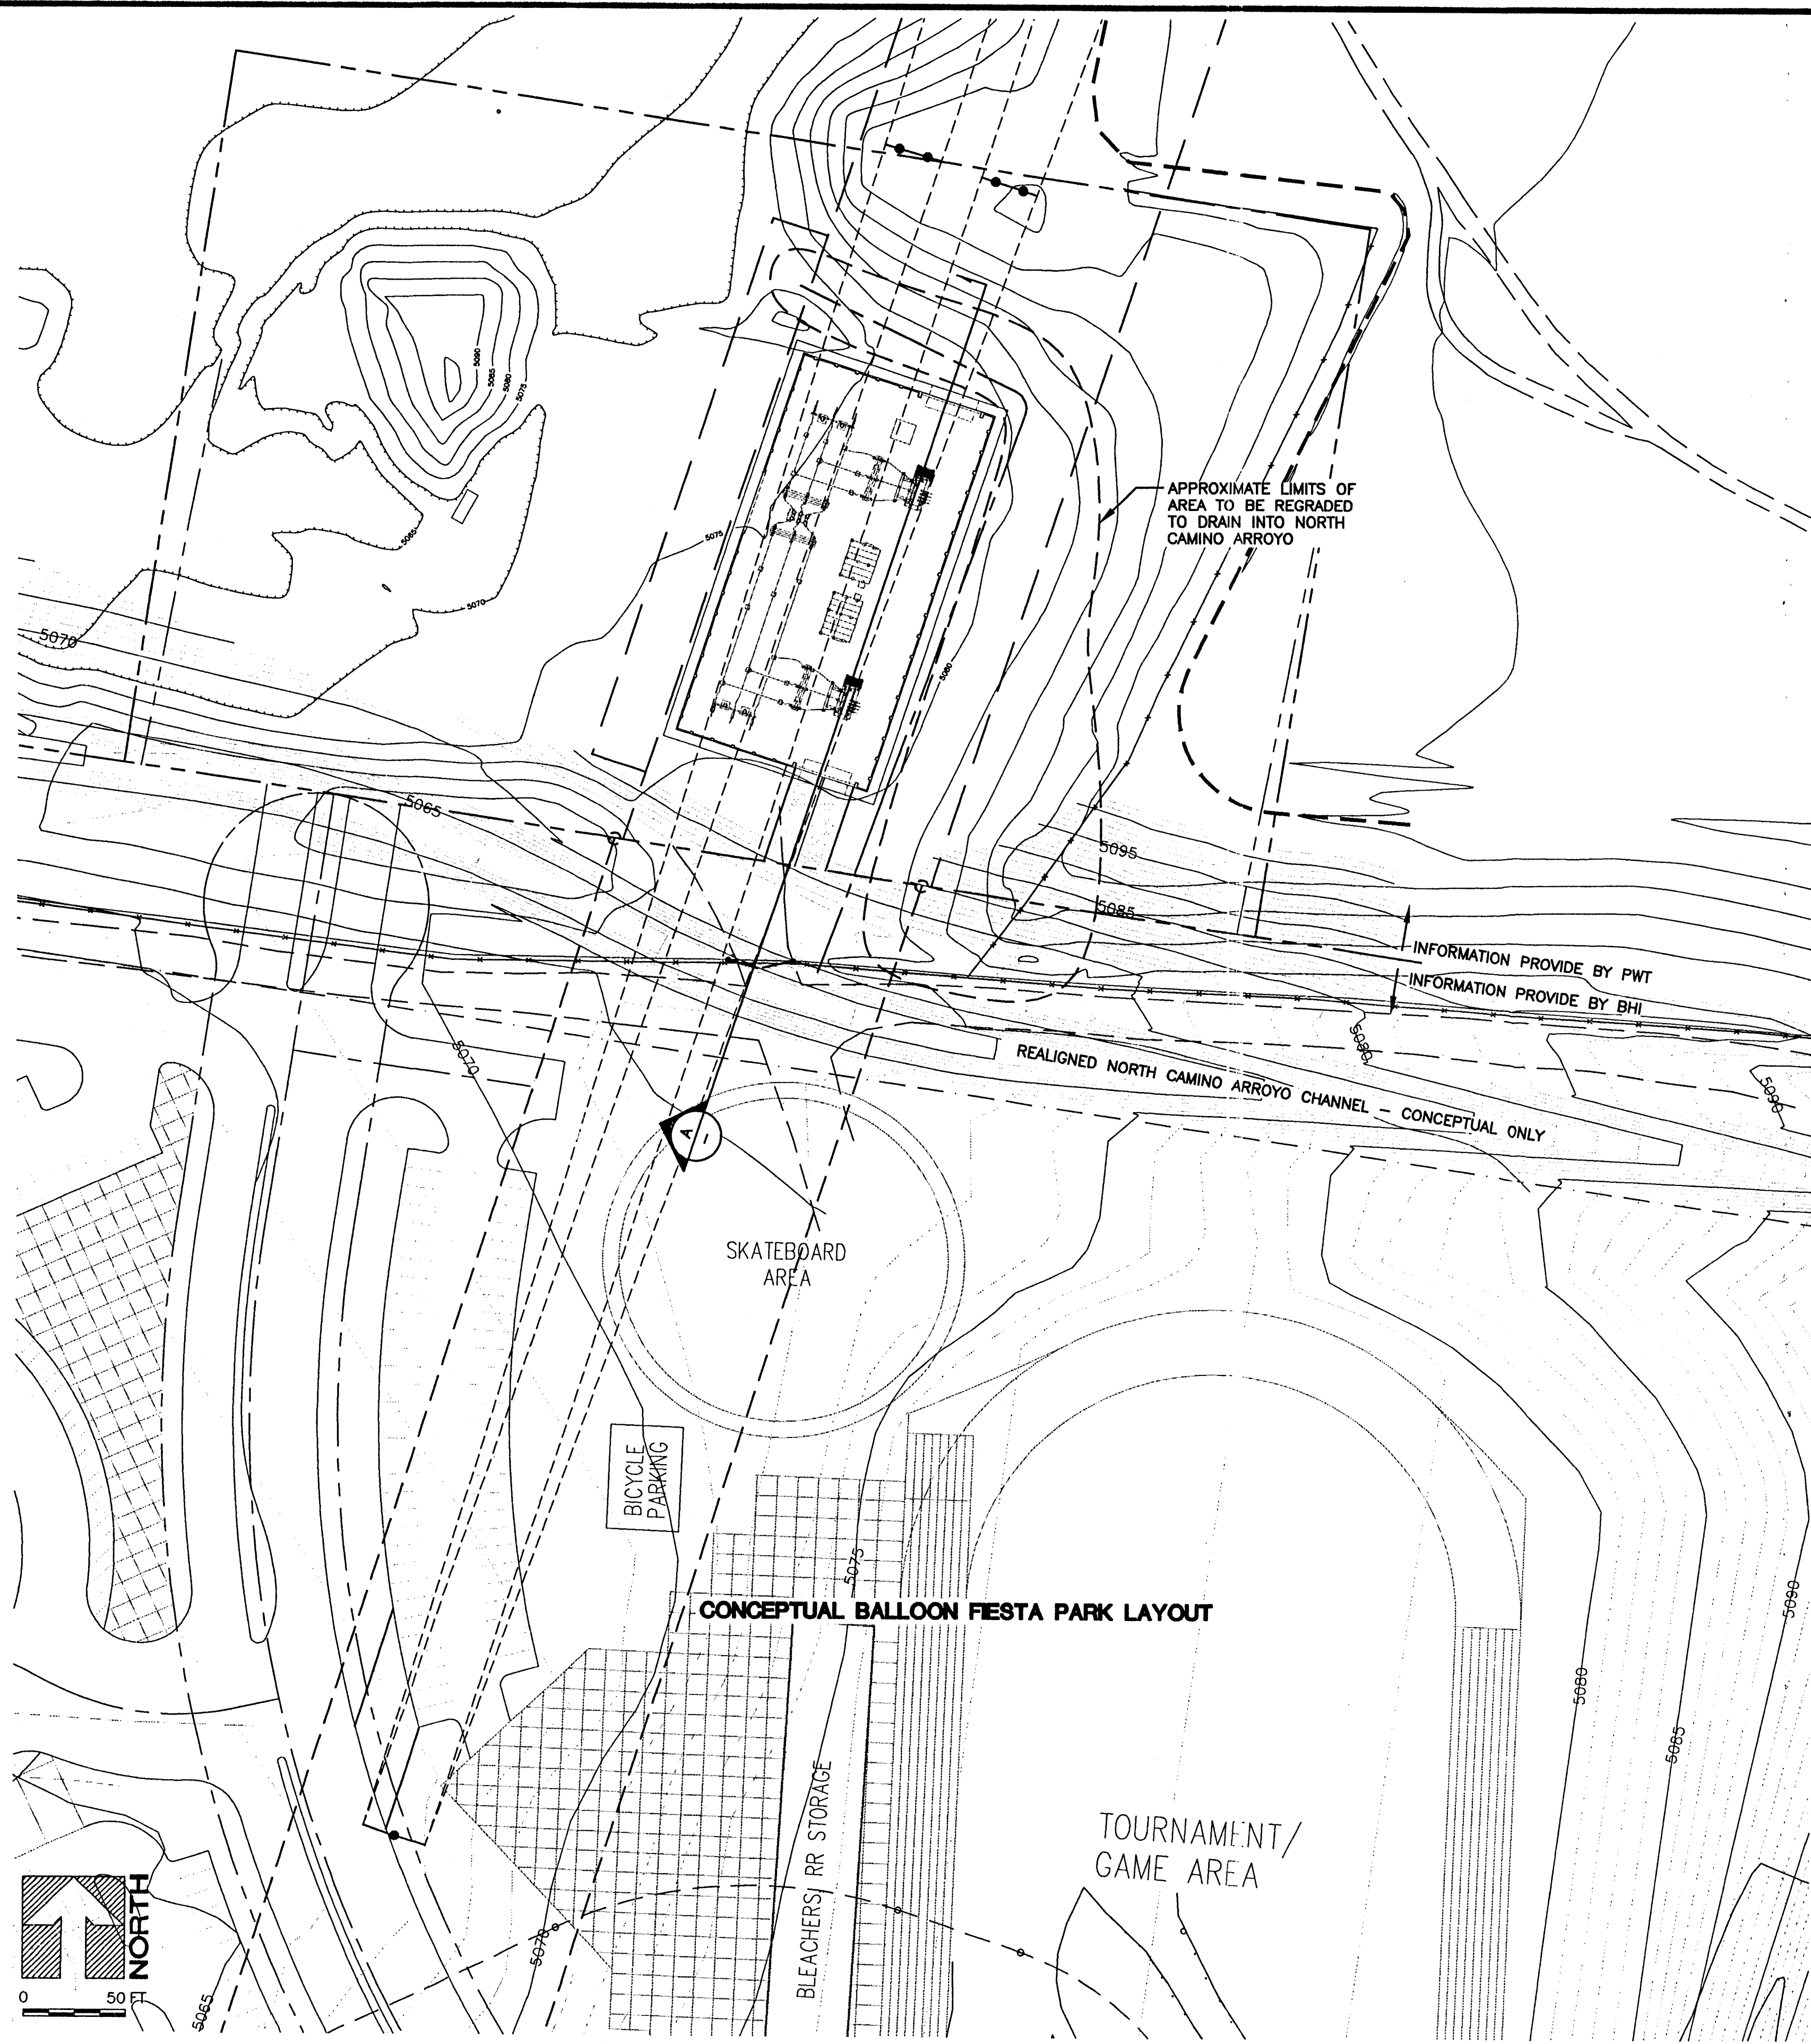 5090
5085
5080
5075
APPROXIMATE LIMITS OF
AREA TO BE REGRADED
TO DRAIN INTO NORTH
CAMINO ARROYO
5065
5075
5070
5070
5080
5065
5095
5085
INFORMATION PROVIDE BY PWT
INFORMATION PROVIDE BY BHI
5070
5080
REALIGNED NORTH CAMINO ARROYO CHANNEL – CONCEPTUAL ONLY
5090
A
–
SKATEBOARD
AREA
BICYCLE
PARKING
5075
CONCEPTUAL BALLOON FIESTA PARK LAYOUT
5090
5080
5085
BLEACHERS/ RR STORAGE
TOURNAMENT/
GAME AREA
NORTH
5070
0 50 FT
5065